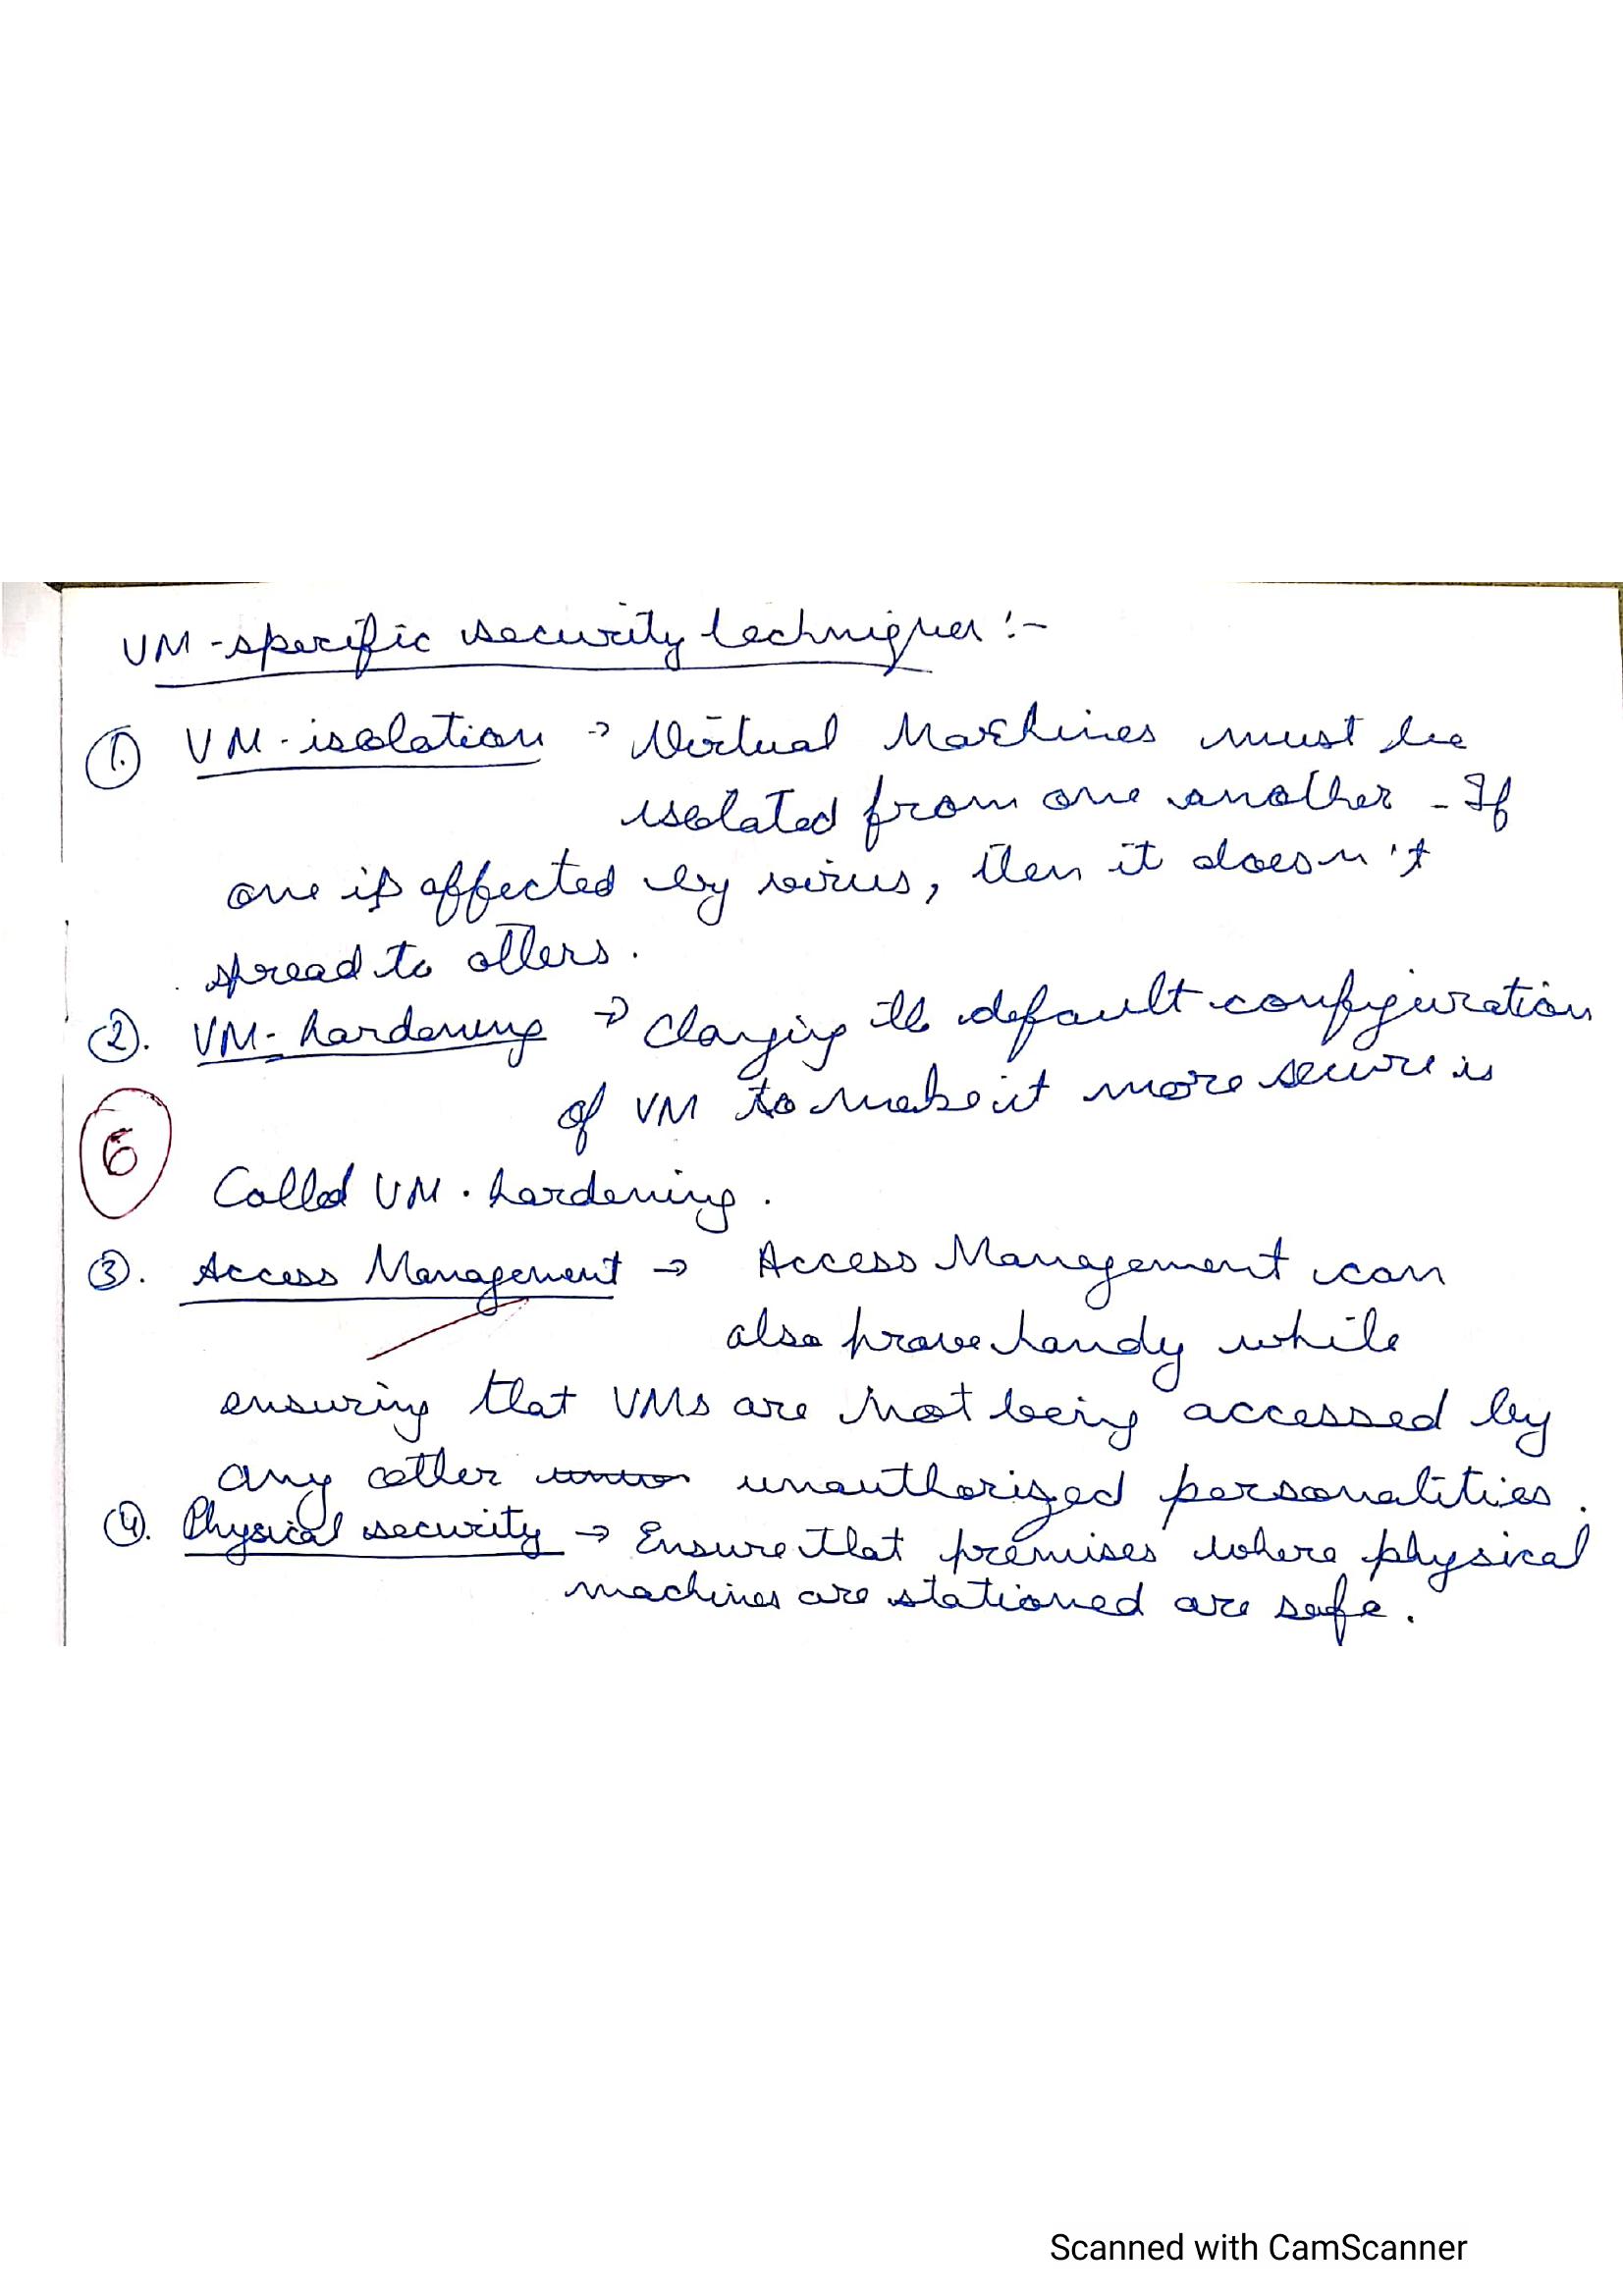 VM-specific security techniques :-
①. VM-isolation → Virtual Machines must be
isolated from one another - If
one is affected by virus, then it doesn't
spread to others.
②. VM-hardening → Changing the default configuration
of VM to make it more secure is
6
Called VM-hardening.
③. Access Management → Access Management can
also prove handy while
ensuring that VMs are not being accessed by
any other unauthorized personalities.
④. Physical security → Ensure that premises where physical
machines are stationed are safe.
Scanned with CamScanner